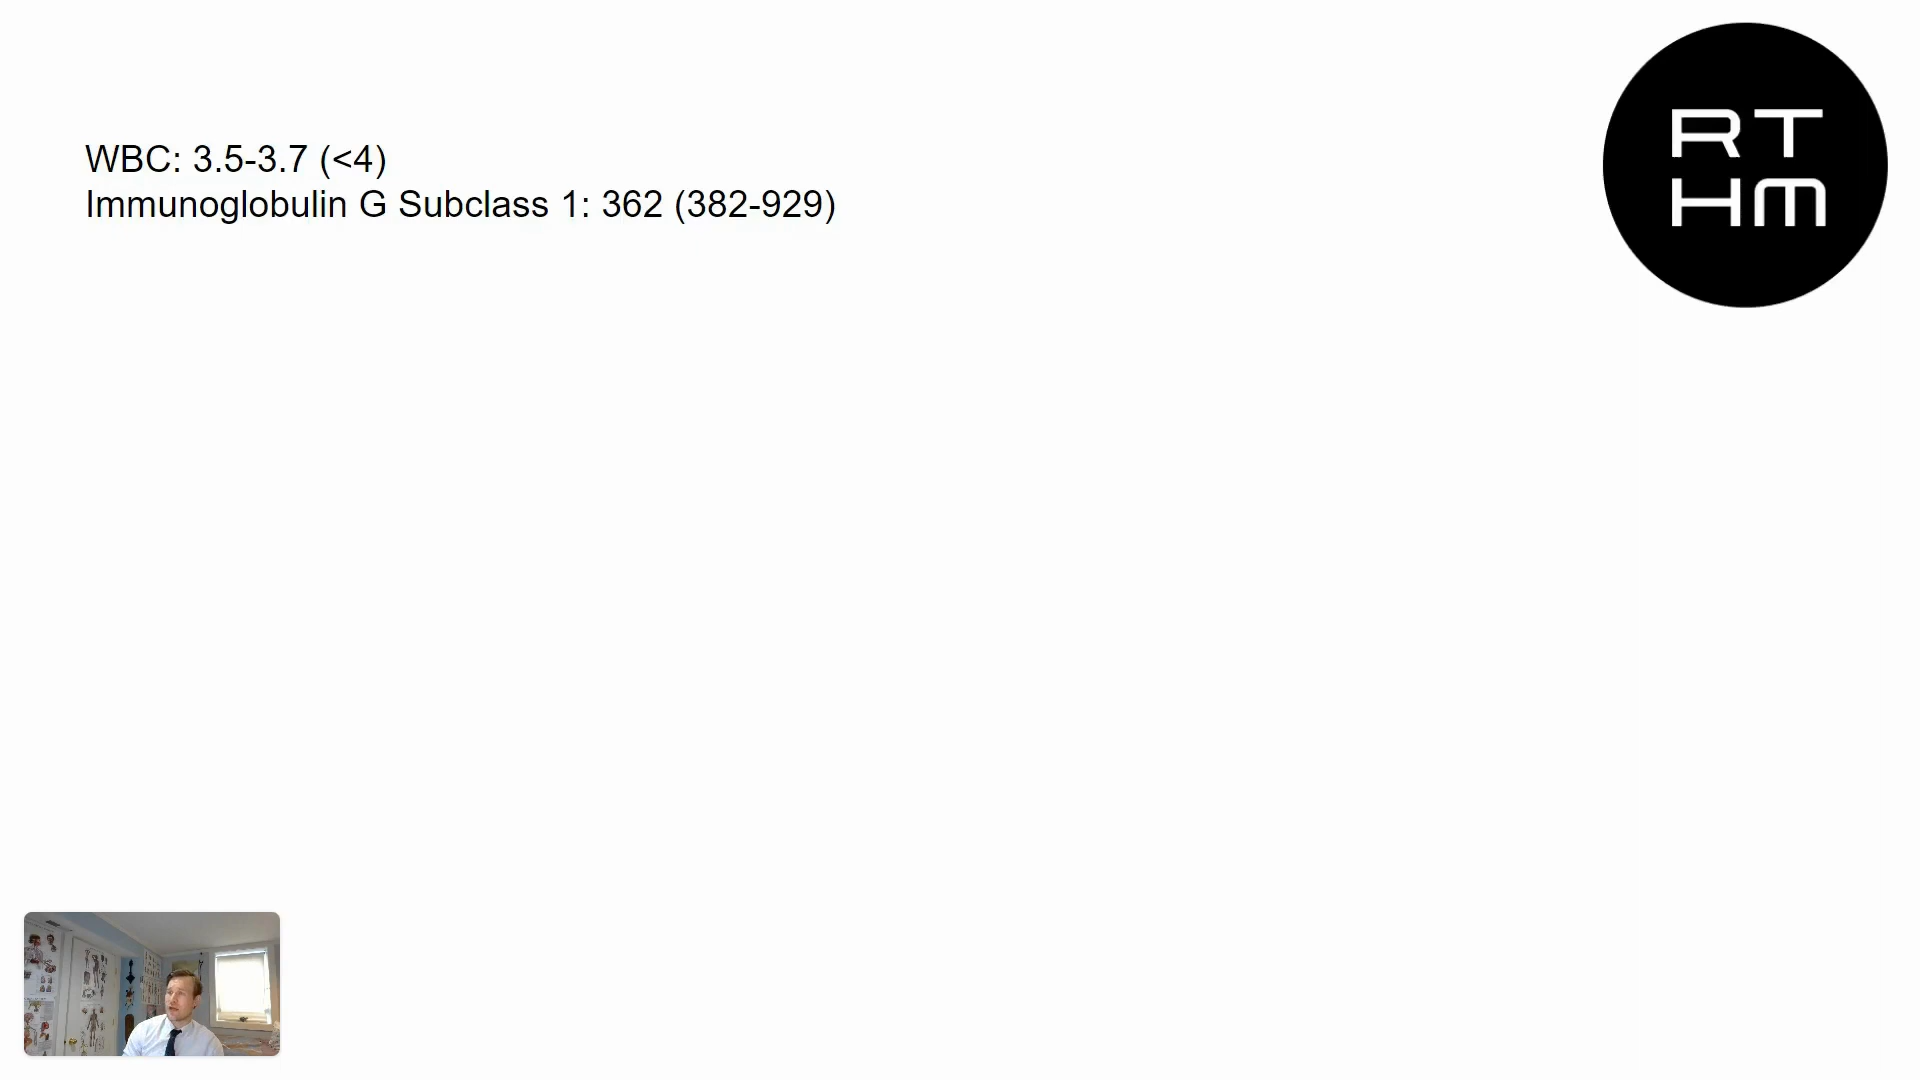 WBC: 3.5-3.7 (<4)
Immunoglobulin G Subclass 1: 362 (382-929)
RT
HM